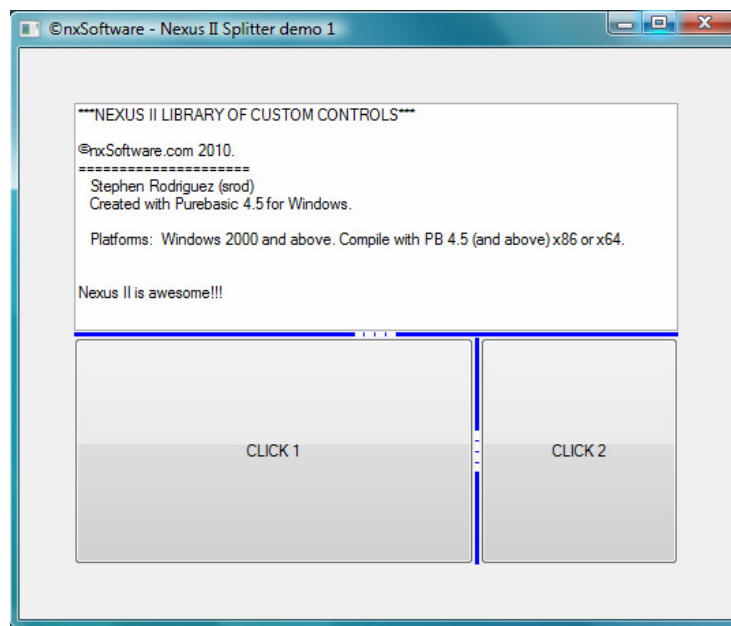 ©nxSoftware - Nexus II Splitter demo 1
***NEXUS II LIBRARY OF CUSTOM CONTROLS***
©nxSoftware.com 2010.
=====================
Stephen Rodriguez (srod)
Created with Purebasic 4.5 for Windows.
Platforms:  Windows 2000 and above. Compile with PB 4.5 (and above) x86 or x64.
Nexus II is awesome!!!
CLICK 1
CLICK 2